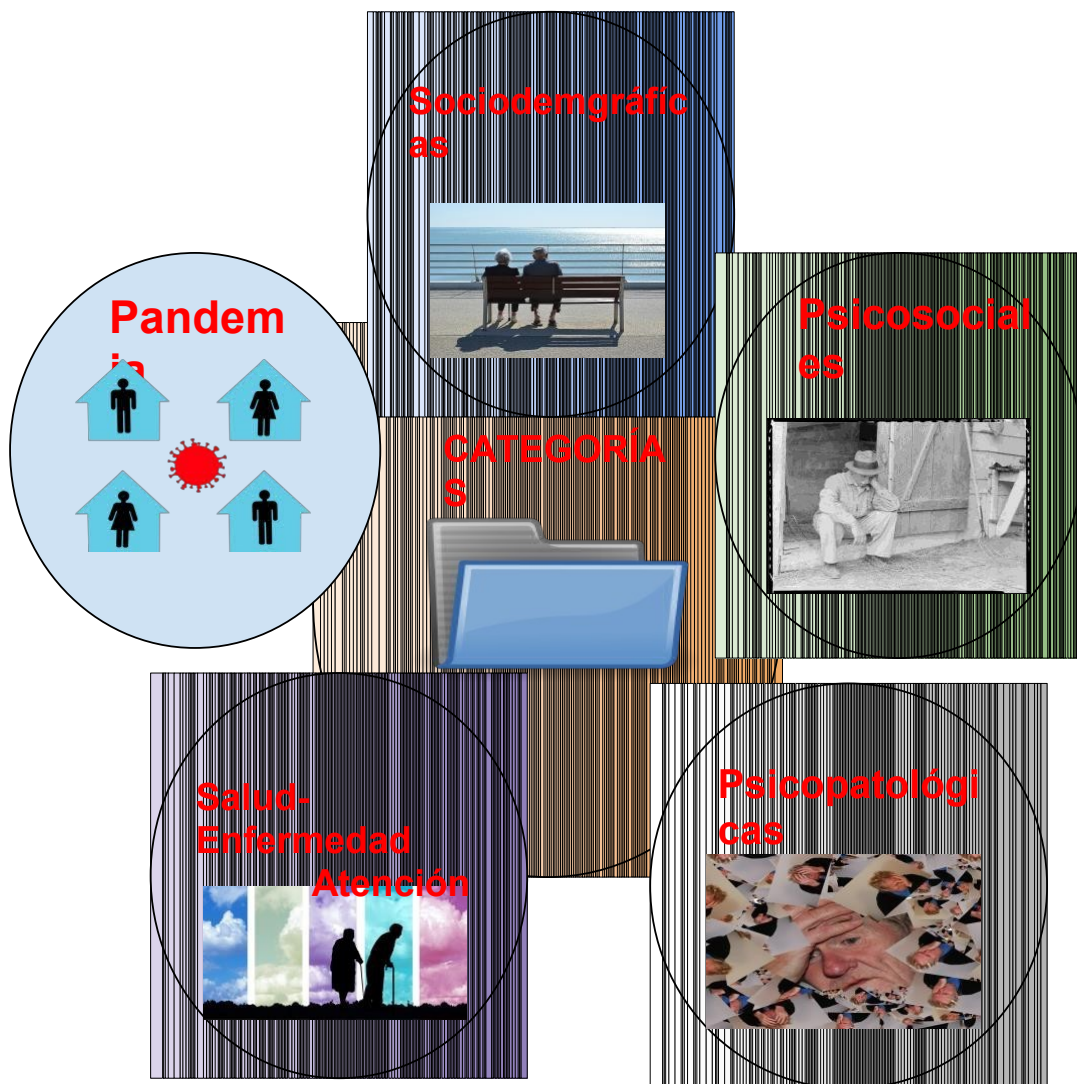 Sociodemgráfic
as
Pandem
ia
Psicosocial
es
CATEGORÍA
S
Salud-
Enfermedad
Atención
Psicopatológi
cas